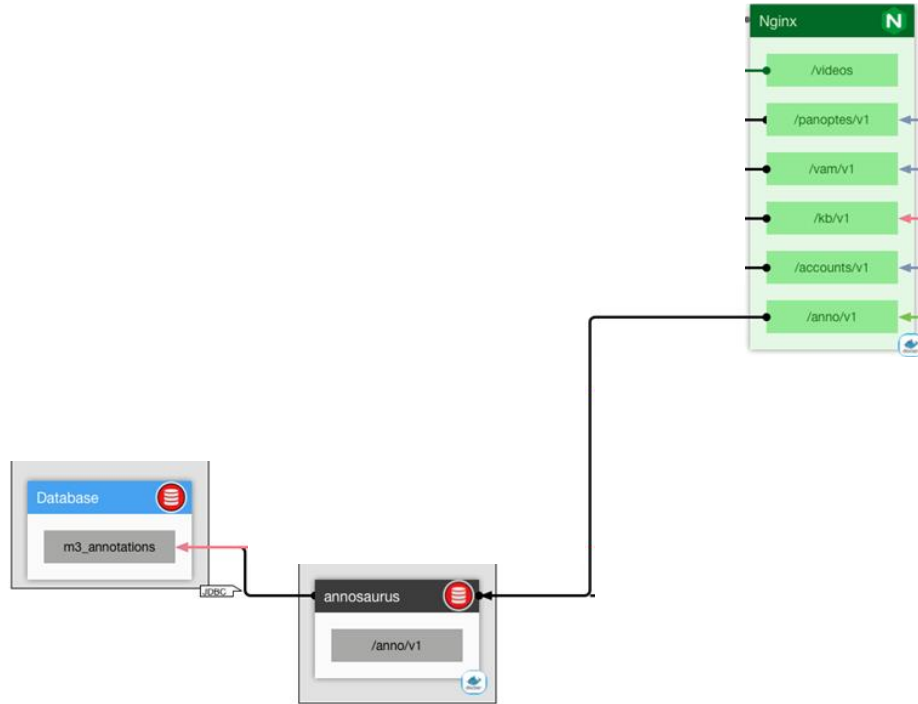 Nginx
N
/videos
/panoptes/v1
/vam/v1
/kb/v1
/accounts/v1
/anno/v1
Database
m3_annotations
JDBC
annosaurus
/anno/v1